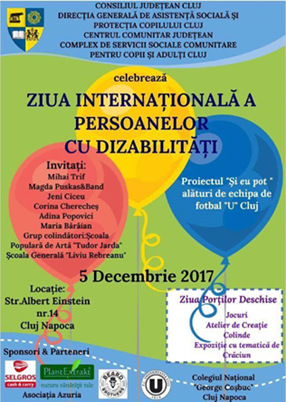 CONSILIUL JUDEȚEAN CLUJ
DIRECȚIA GENERALĂ DE ASISTENȚĂ SOCIALĂ ȘI
PROTECȚIA COPILULUI CLUJ
CENTRUL COMUNITAR JUDEȚEAN
COMPLEX DE SERVICII SOCIALE COMUNITARE
PENTRU COPII ȘI ADULȚI CLUJ
celebrează
ZIUA INTERNAȚIONALĂ A
PERSOANELOR
CU DIZABILITĂȚI
Invitați:
Mihai Trif
Magda Puskas&Band
Jeni Ciceu
Corina Cherecheș
Adina Popovici
Maria Bărăian
Grup colindători:Școala
Populară de Artă "Tudor Jarda"
Școala Generală "Liviu Rebreanu"
Proiectul "Și eu pot "
alături de echipa de
fotbal "U" Cluj
5 Decembrie 2017
Locație:
Str.Albert Einstein
nr.14
Cluj Napoca
Ziua Porților Deschise
Jocuri
Atelier de Creație
Colinde
Expoziție cu tematică de
Crăciun
Sponsori & Parteneri
SELGROS
cash & carry
PlantExtrakt
natura sănătății tale
Asociația Azuria
BEARD
BROTHERS
U
Colegiul Național
"George Coșbuc"
Cluj Napoca